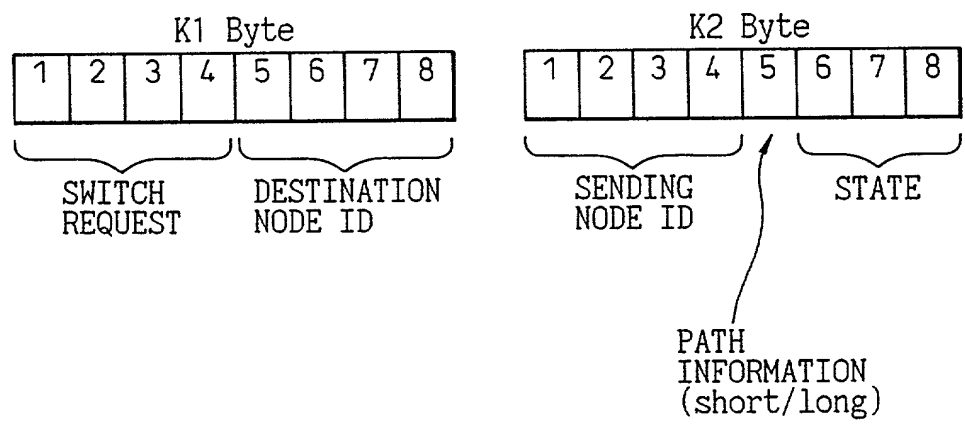 K1 Byte
1 2 3 4 5 6 7 8
SWITCH
REQUEST
DESTINATION
NODE ID
K2 Byte
1 2 3 4 5 6 7 8
SENDING
NODE ID
STATE
PATH
INFORMATION
(short/long)